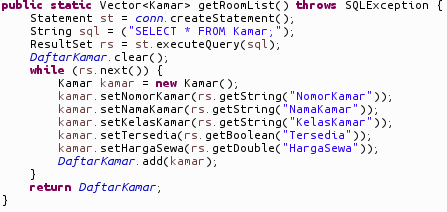 public static Vector<Kamar> getRoomList() throws SQLException {
    Statement st = conn.createStatement();
    String sql = ("SELECT * FROM Kamar;");
    ResultSet rs = st.executeQuery(sql);
    DaftarKamar.clear();
    while (rs.next()) {
        Kamar kamar = new Kamar();
        kamar.setNomorKamar(rs.getString("NomorKamar"));
        kamar.setNamaKamar(rs.getString("NamaKamar"));
        kamar.setKelasKamar(rs.getString("KelasKamar"));
        kamar.setTersedia(rs.getBoolean("Tersedia"));
        kamar.setHargaSewa(rs.getDouble("HargaSewa"));
        DaftarKamar.add(kamar);
    }
    return DaftarKamar;
}